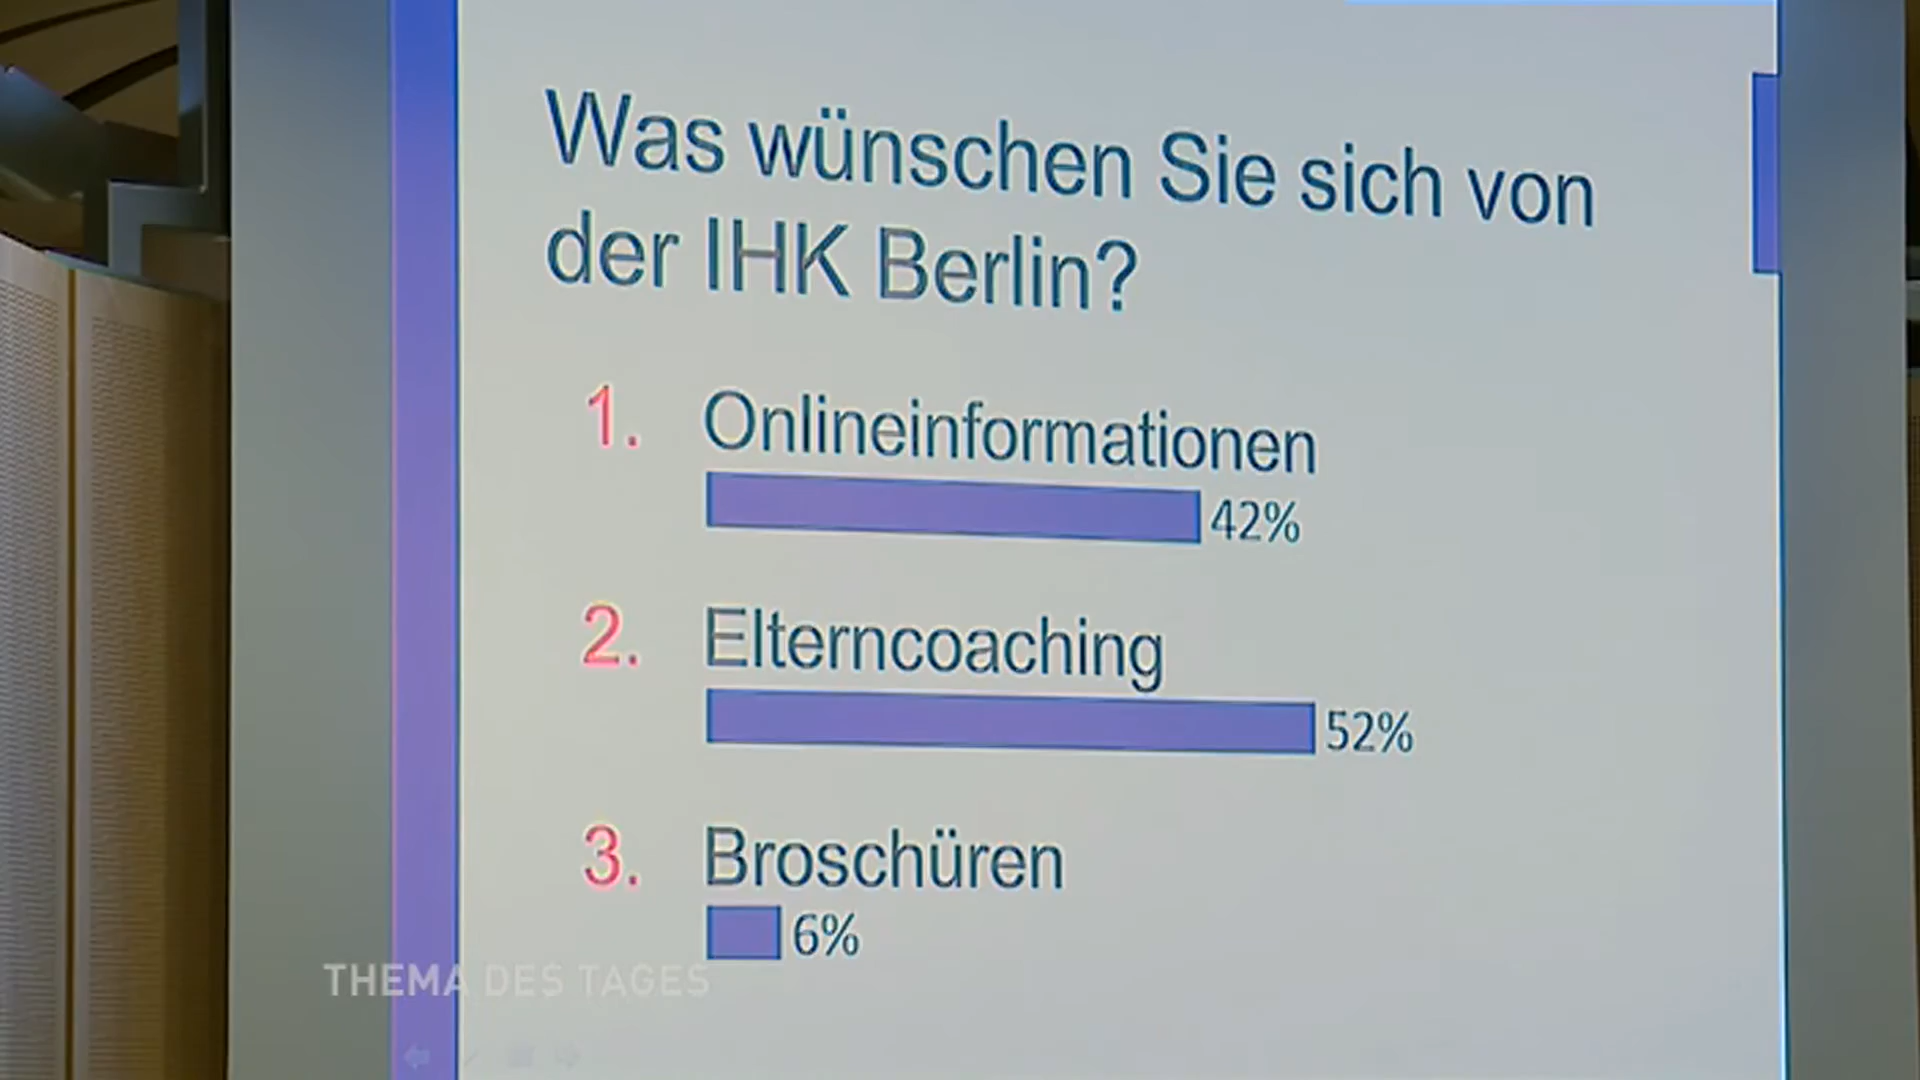 Was wünschen Sie sich von
der IHK Berlin?
1. Onlineinformationen
42%
2. Elterncoaching
52%
3. Broschüren
6%
THEMA DES TAGES